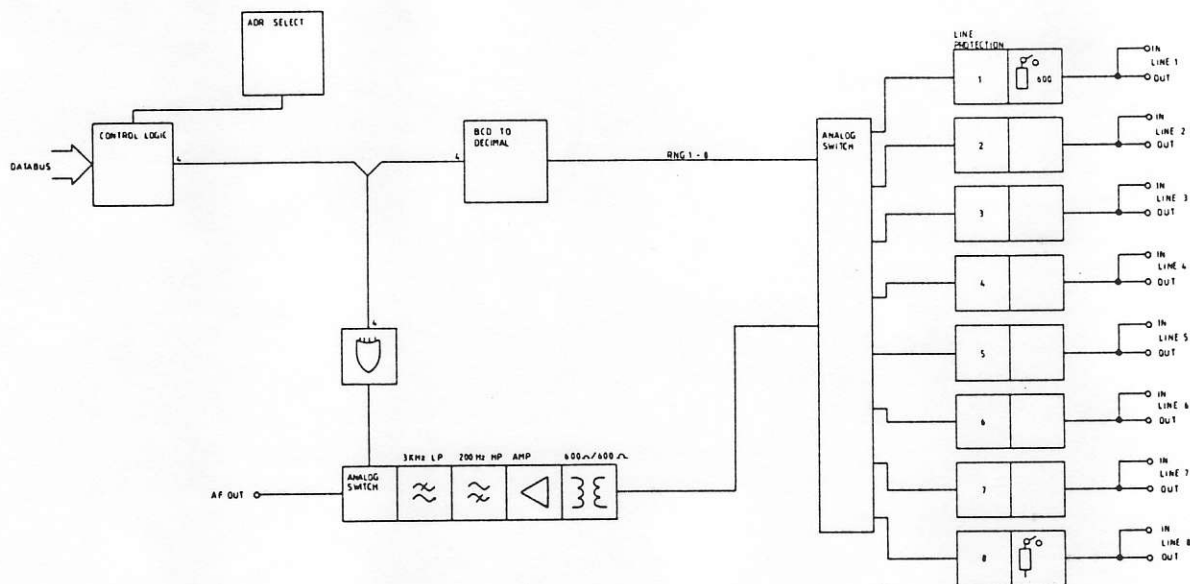 ADR SELECT
CONTROL LOGIC
DATABUS
4
4
BCD TO
DECIMAL
RNG 1 - 8
ANALOG
SWITCH
4
AF OUT
ANALOG
SWITCH
3KHz LP
200Hz HP
AMP
600Ω/600Ω
LINE
PROTECTION
1
600
IN
LINE 1
OUT
2
IN
LINE 2
OUT
3
IN
LINE 3
OUT
4
IN
LINE 4
OUT
5
IN
LINE 5
OUT
6
IN
LINE 6
OUT
7
IN
LINE 7
OUT
8
IN
LINE 8
OUT